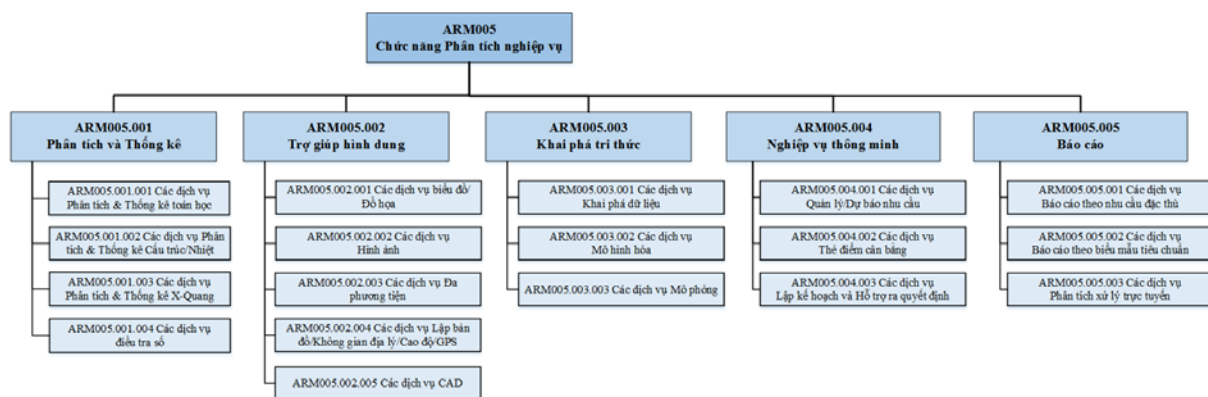 ARM005
Chức năng Phân tích nghiệp vụ
ARM005.001
Phân tích và Thống kê
ARM005.001.001 Các dịch vụ
Phân tích & Thống kê toán học
ARM005.001.002 Các dịch vụ Phân
tích & Thống kê Cấu trúc/Nhiệt
ARM005.001.003 Các dịch vụ
Phân tích & Thống kê X-Quang
ARM005.001.004 Các dịch vụ
điều tra số
ARM005.002
Trợ giúp hình dung
ARM005.002.001 Các dịch vụ biểu đồ/
Đồ họa
ARM005.002.002 Các dịch vụ
Hình ảnh
ARM005.002.003 Các dịch vụ Đa
phương tiện
ARM005.002.004 Các dịch vụ Lập bản
đồ/Không gian địa lý/Cao độ/GPS
ARM005.002.005 Các dịch vụ CAD
ARM005.003
Khai phá tri thức
ARM005.003.001 Các dịch vụ
Khai phá dữ liệu
ARM005.003.002 Các dịch vụ
Mô hình hóa
ARM005.003.003 Các dịch vụ Mô phỏng
ARM005.004
Nghiệp vụ thông minh
ARM005.004.001 Các dịch vụ
Quản lý/Dự báo nhu cầu
ARM005.004.002 Các dịch vụ
Thẻ điểm cân bằng
ARM005.004.003 Các dịch vụ
Lập kế hoạch và Hỗ trợ ra quyết định
ARM005.005
Báo cáo
ARM005.005.001 Các dịch vụ
Báo cáo theo nhu cầu đặc thù
ARM005.005.002 Các dịch vụ
Báo cáo theo biểu mẫu tiêu chuẩn
ARM005.005.003 Các dịch vụ
Phân tích xử lý trực tuyến